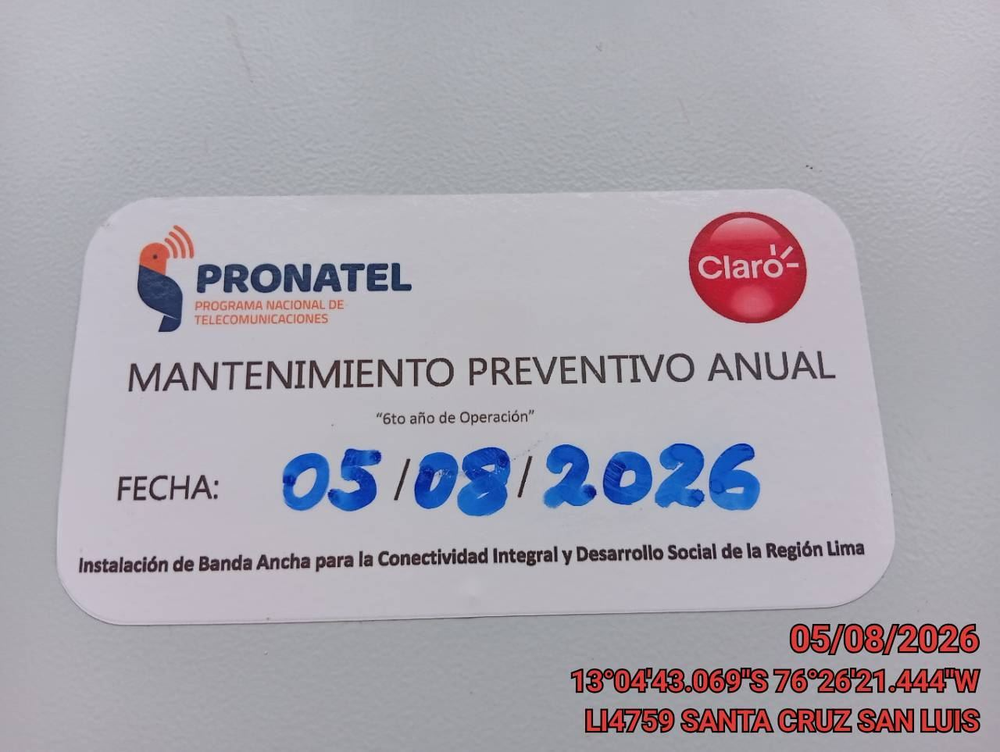 PRONATEL
PROGRAMA NACIONAL DE
TELECOMUNICACIONES
Claro
MANTENIMIENTO PREVENTIVO ANUAL
“6to año de Operación”
FECHA: 05/08/2026
Instalación de Banda Ancha para la Conectividad Integral y Desarrollo Social de la Región Lima
05/08/2026
13°04'43.069"S 76°26'21.444"W
LI4759 SANTA CRUZ SAN LUIS